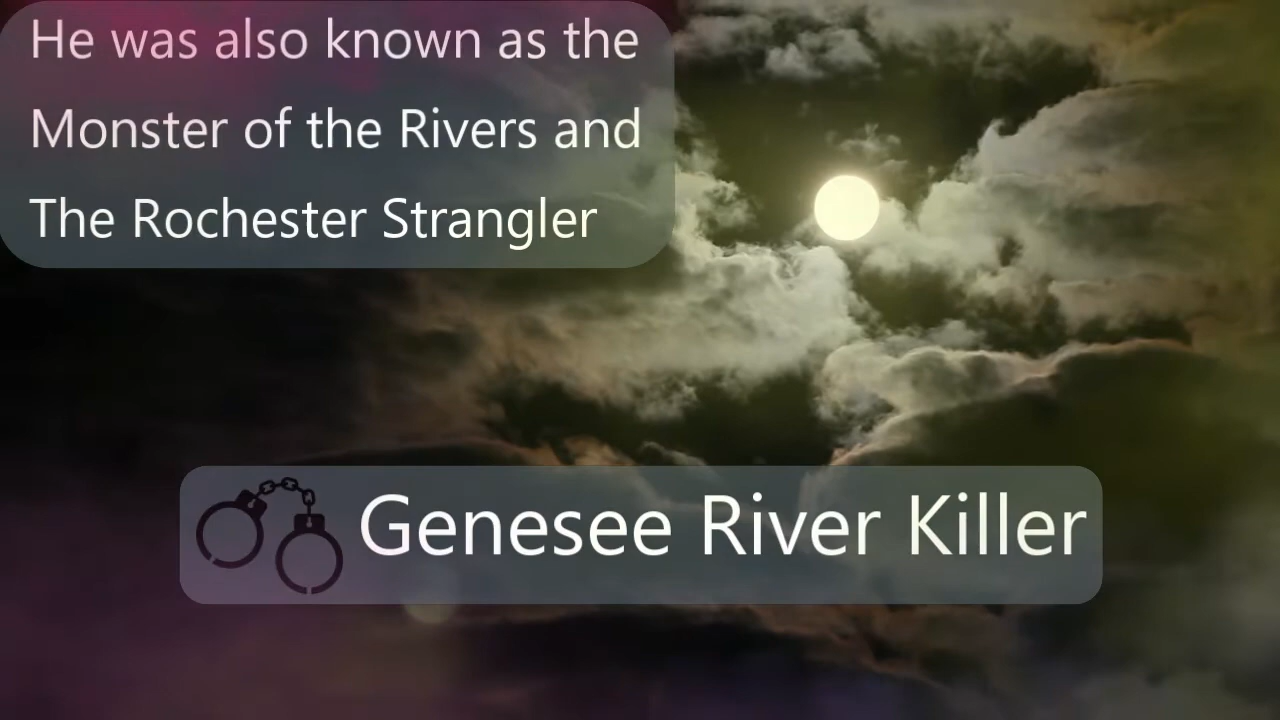 He was also known as the
Monster of the Rivers and
The Rochester Strangler
Genesee River Killer